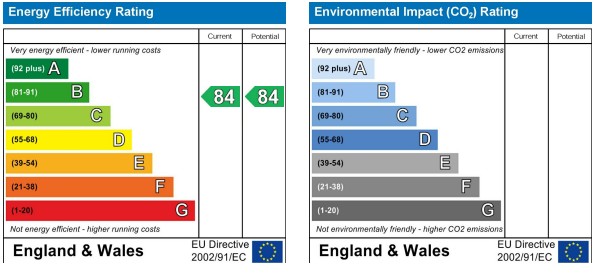 Energy Efficiency Rating
Current
Potential
Very energy efficient - lower running costs
(92 plus) A
(81-91) B
84
84
(69-80) C
(55-68) D
(39-54) E
(21-38) F
(1-20) G
Not energy efficient - higher running costs
England & Wales
EU Directive
2002/91/EC
Environmental Impact (CO2) Rating
Current
Potential
Very environmentally friendly - lower CO2 emissions
(92 plus) A
(81-91) B
(69-80) C
(55-68) D
(39-54) E
(21-38) F
(1-20) G
Not environmentally friendly - higher CO2 emissions
England & Wales
EU Directive
2002/91/EC